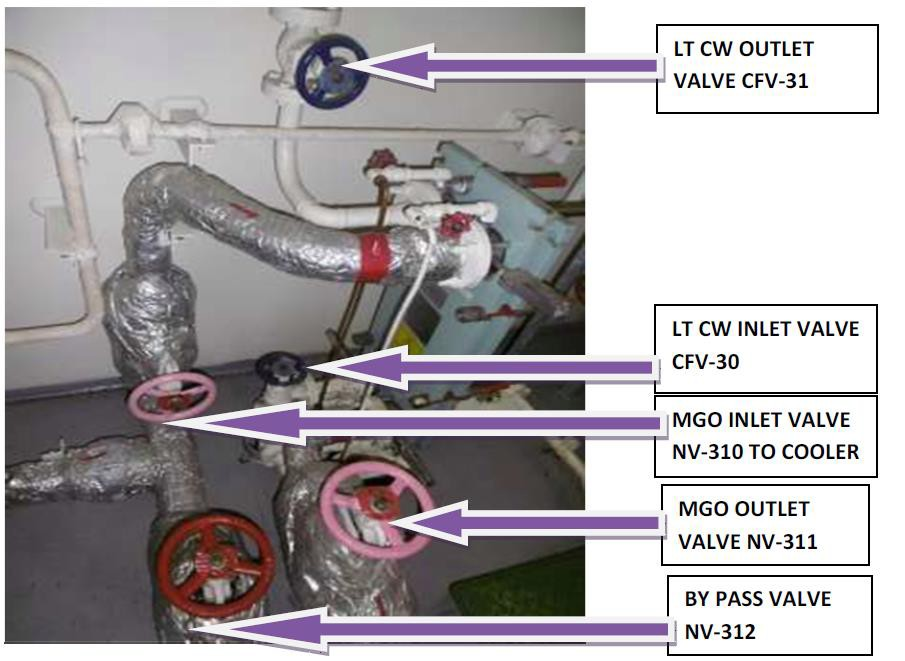 LT CW OUTLET
VALVE CFV-31
LT CW INLET VALVE
CFV-30
MGO INLET VALVE
NV-310 TO COOLER
MGO OUTLET
VALVE NV-311
BY PASS VALVE
NV-312